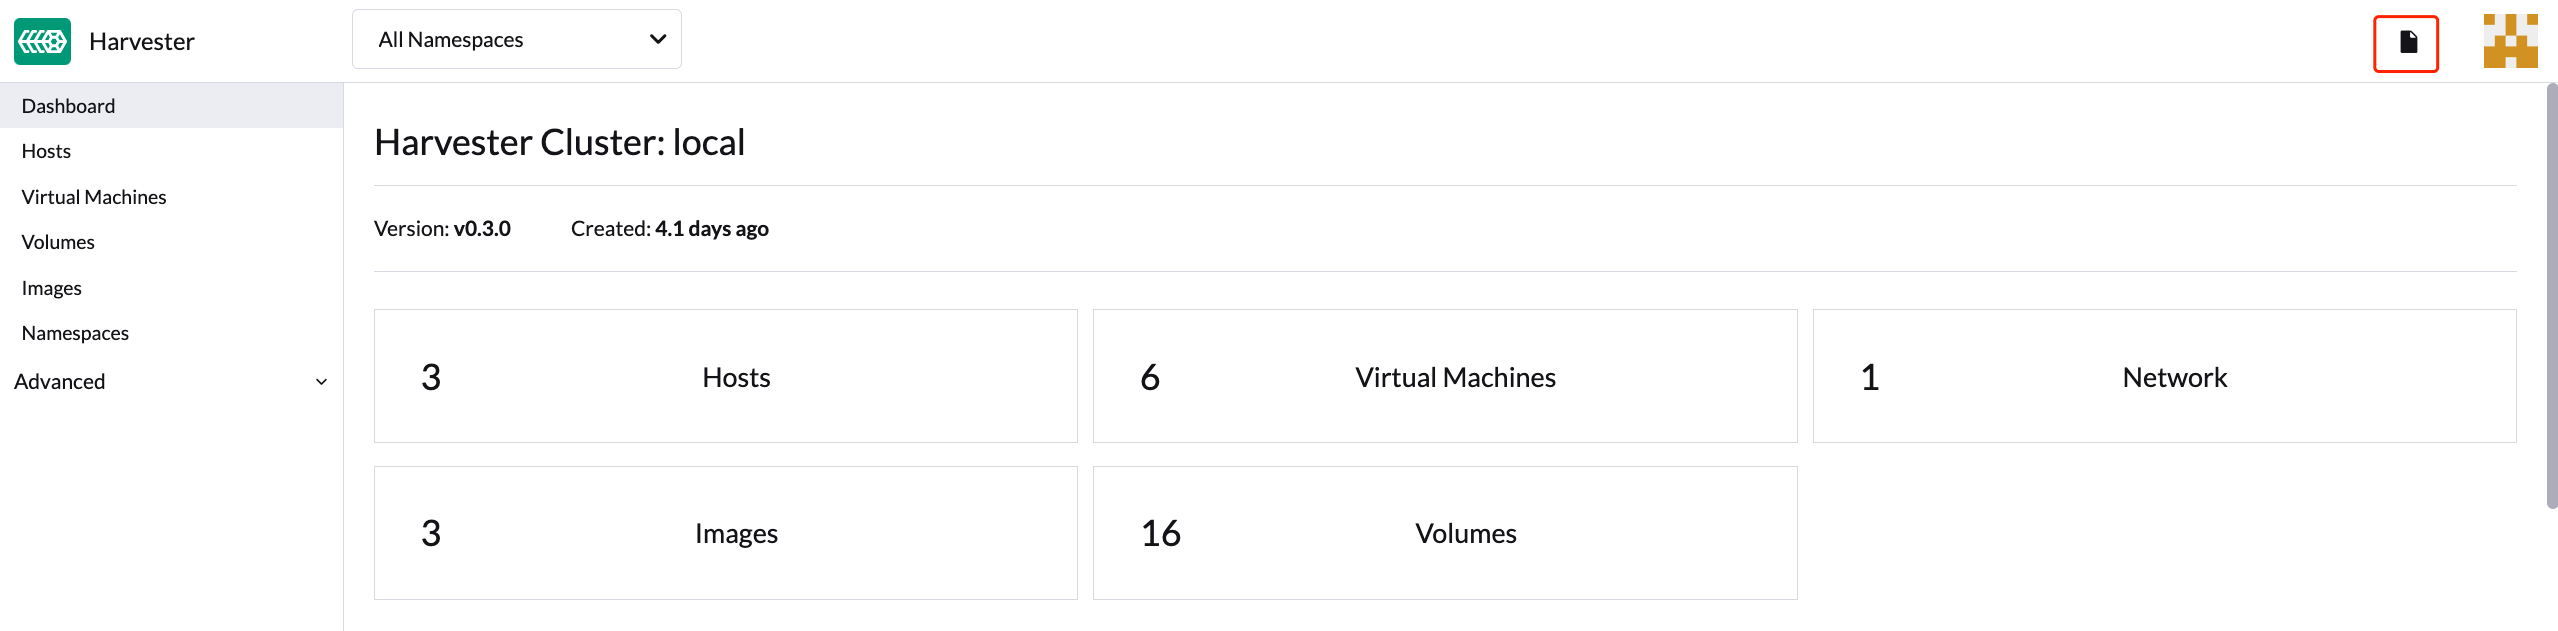 Harvester
All Namespaces
Dashboard
Hosts
Virtual Machines
Volumes
Images
Namespaces
Advanced
Harvester Cluster: local
Version: v0.3.0 Created: 4.1 days ago
3 Hosts
6 Virtual Machines
1 Network
3 Images
16 Volumes